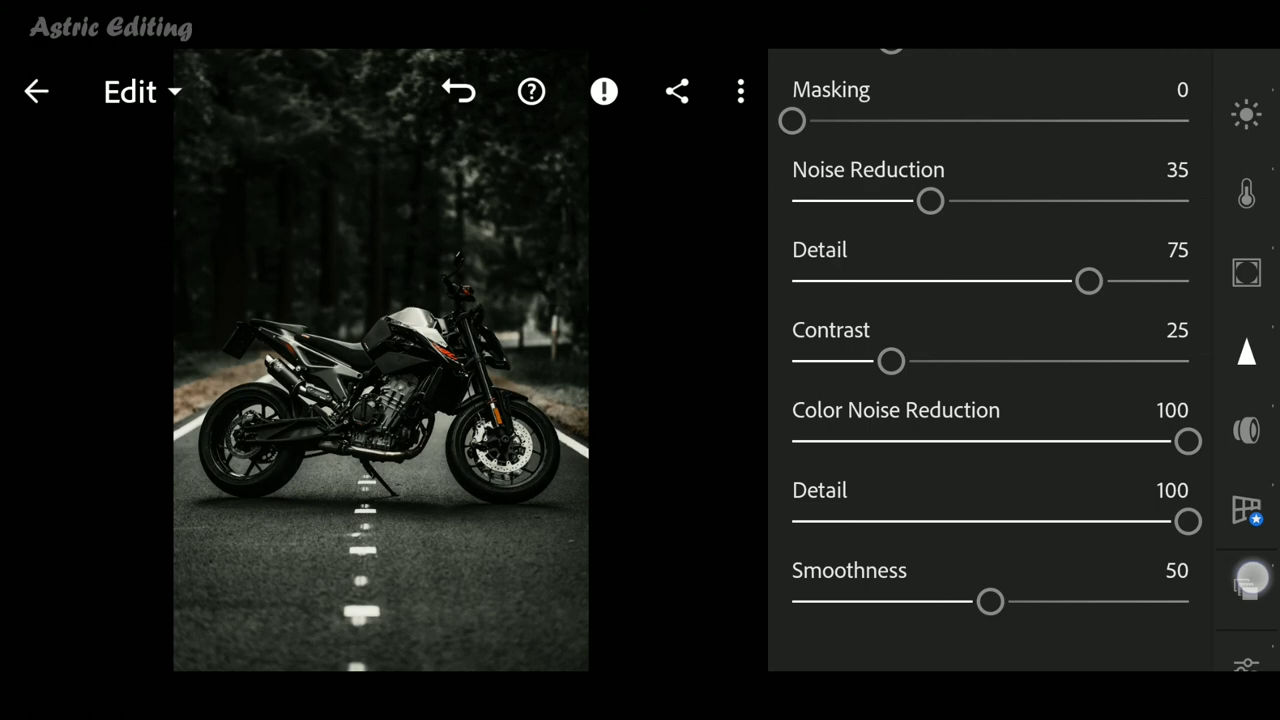 Astric Editing
Edit
Masking 0
Noise Reduction 35
Detail 75
Contrast 25
Color Noise Reduction 100
Detail 100
Smoothness 50